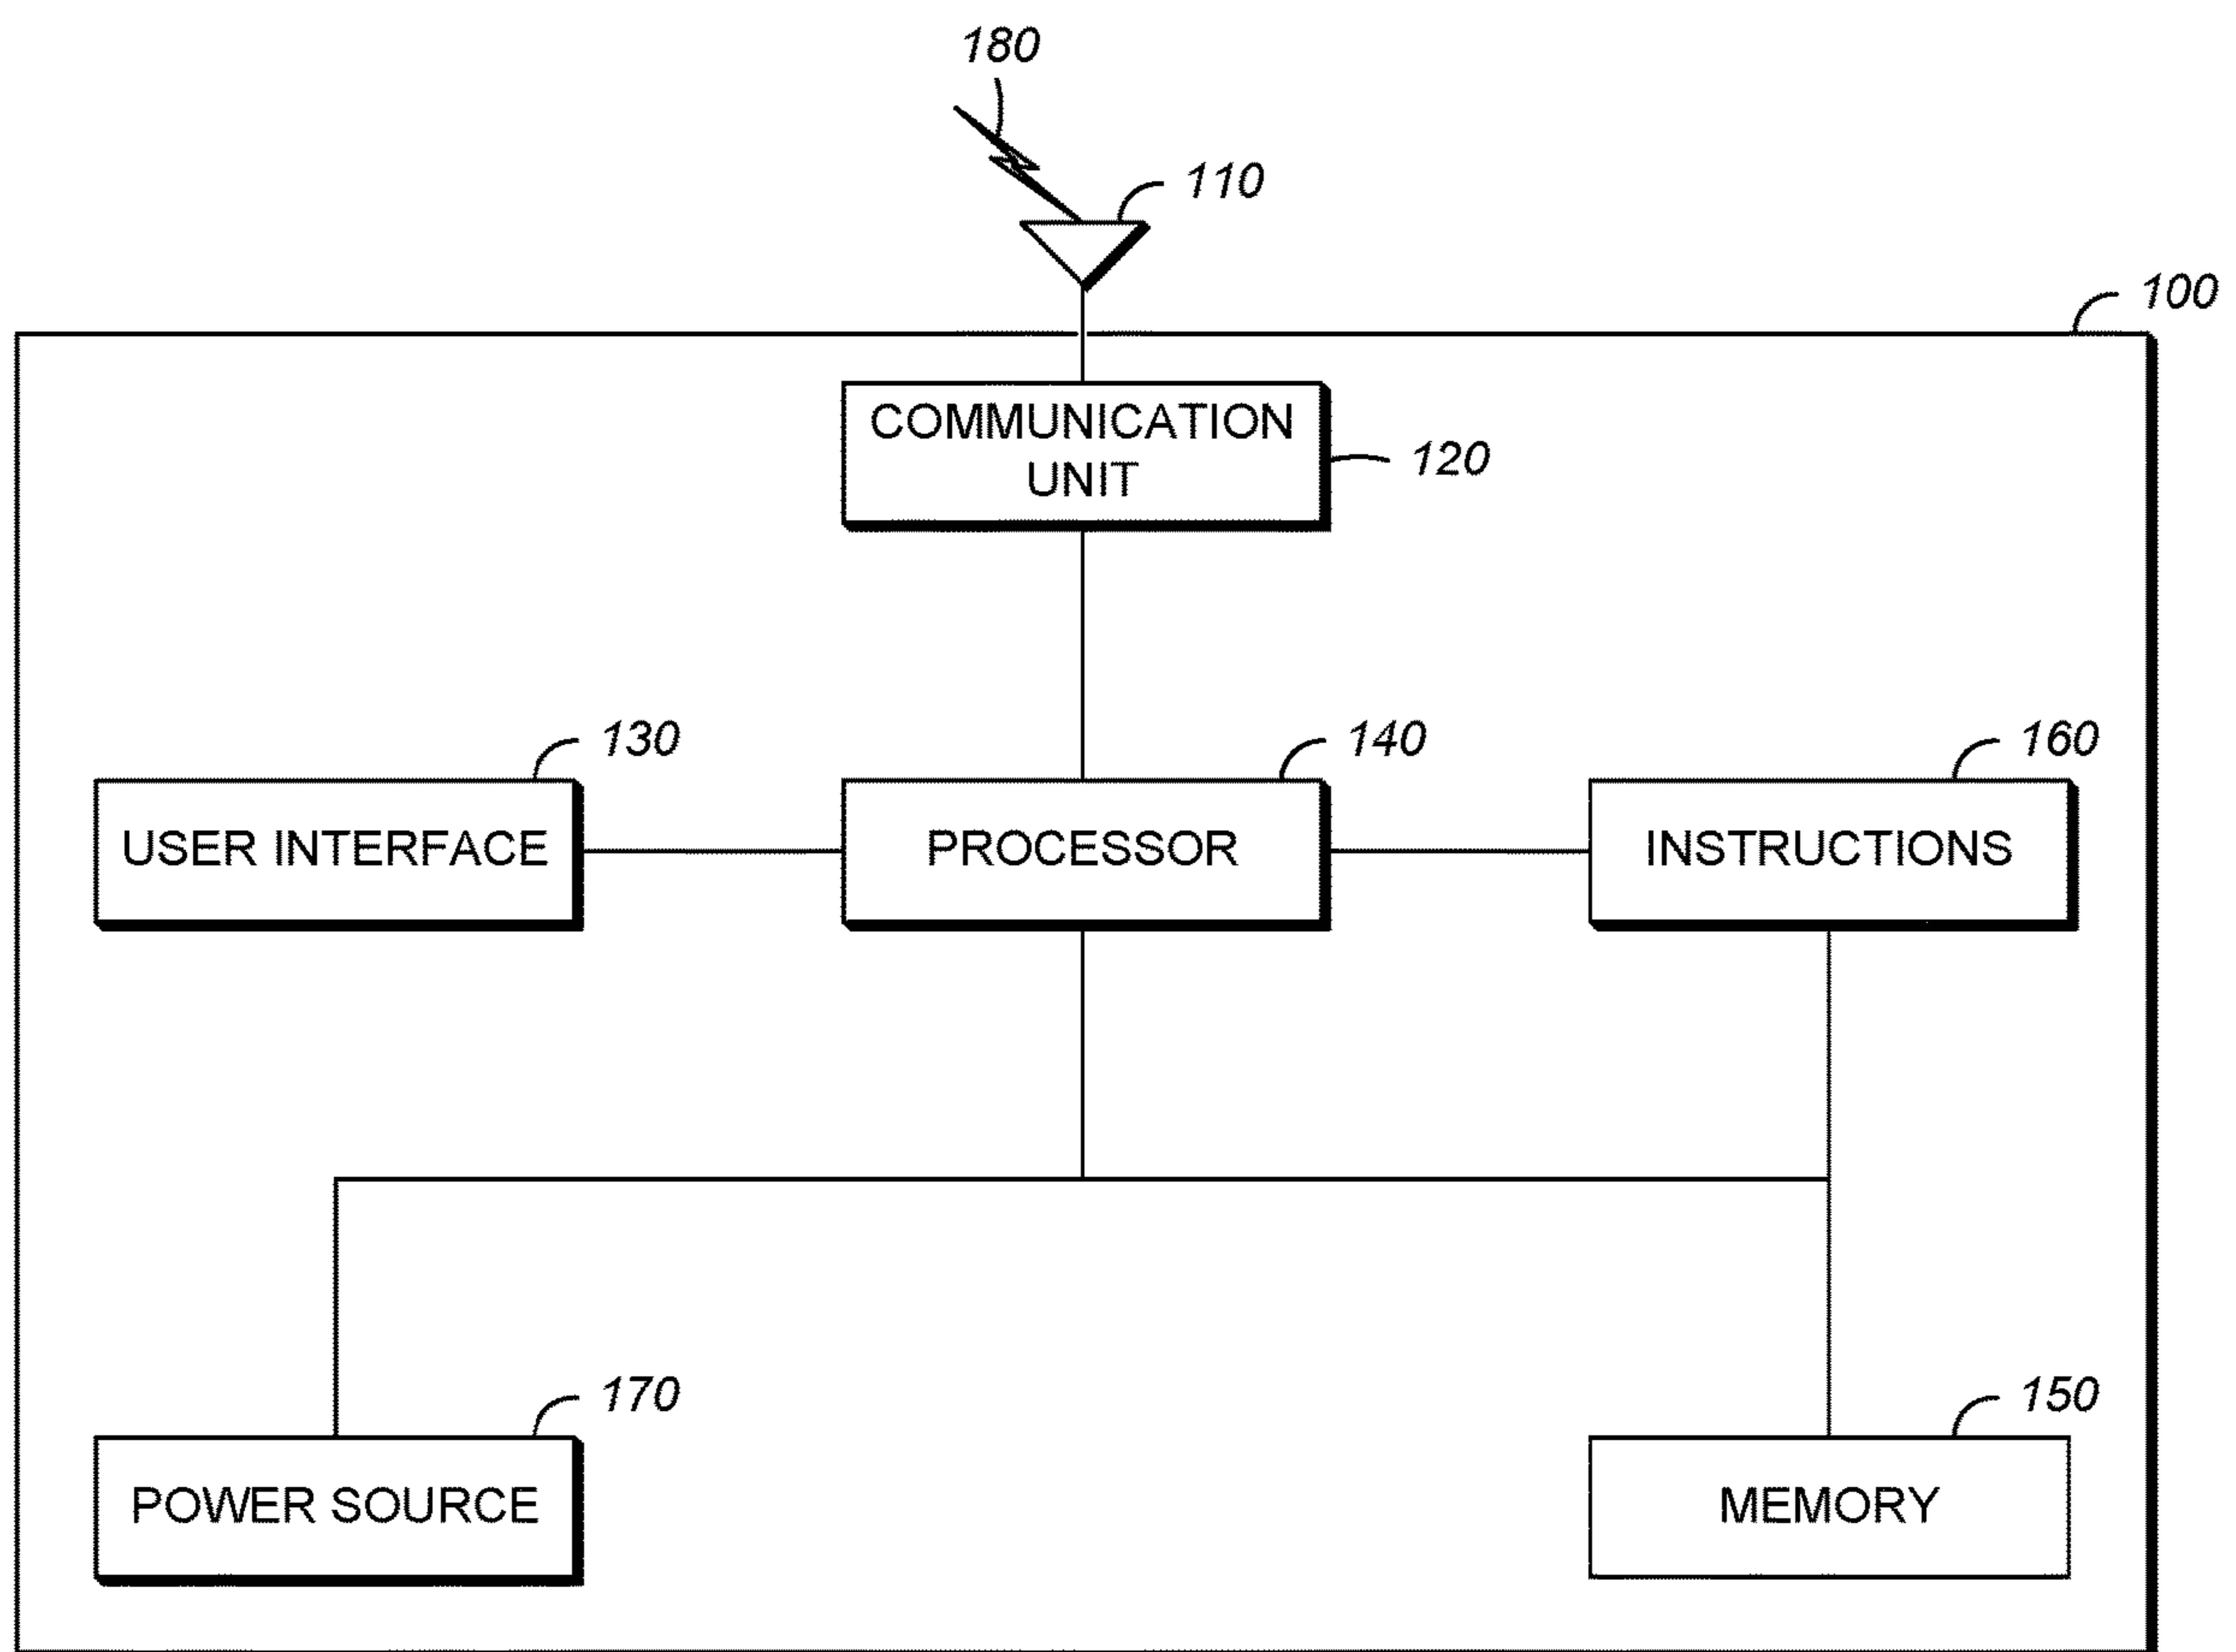 180
110
100
COMMUNICATION
UNIT
120
130
140
160
USER INTERFACE
PROCESSOR
INSTRUCTIONS
170
150
POWER SOURCE
MEMORY